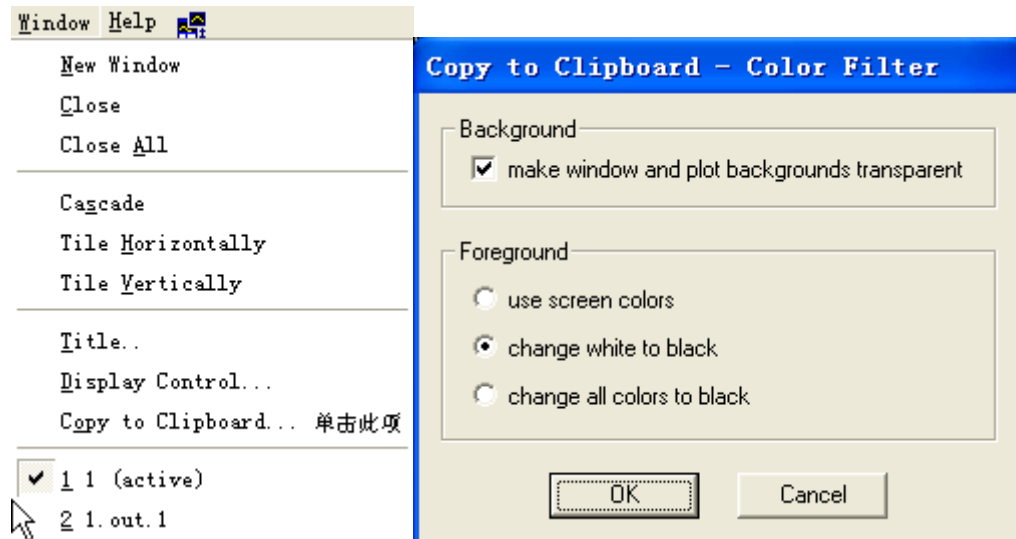 Window Help
New Window
Close
Close All
Cascade
Tile Horizontally
Tile Vertically
Title..
Display Control...
Copy to Clipboard... 单击此项
1 1 (active)
2 1.out.1
Copy to Clipboard - Color Filter
Background
make window and plot backgrounds transparent
Foreground
use screen colors
change white to black
change all colors to black
OK Cancel